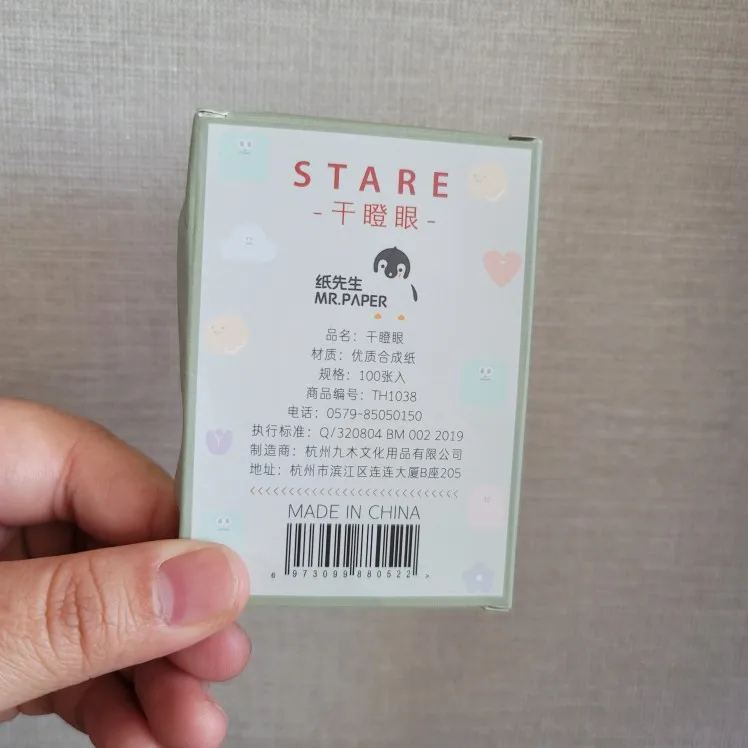 STARE
-干瞪眼-
纸先生
MR.PAPER
品名：干瞪眼
材质：优质合成纸
规格：100张入
商品编号：TH1038
电话：0579-85050150
执行标准：Q/320804 BM 002 2019
制造商：杭州九木文化用品有限公司
地址：杭州市滨江区连连大厦B座205
MADE IN CHINA
6 973099 880522 >